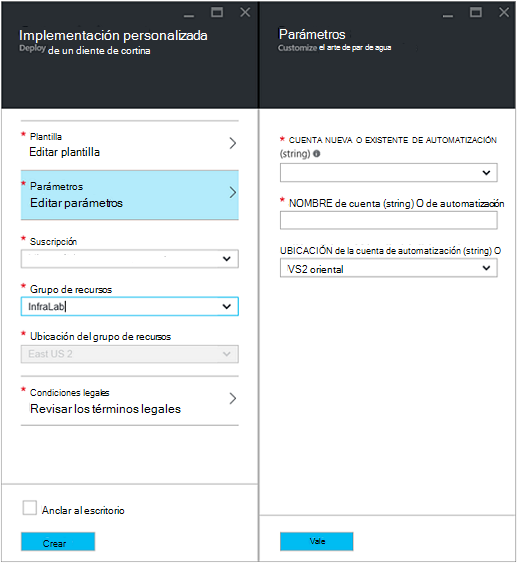 Implementación personalizada
Deploy de un diente de cortina
* Plantilla
Editar plantilla
* Parámetros
Editar parámetros
* Suscripción
* Grupo de recursos
InfraLab
* Ubicación del grupo de recursos
East US 2
* Condiciones legales
Revisar los términos legales
Anclar al escritorio
Crear
Parámetros
Customize el arte de par de agua
* CUENTA NUEVA O EXISTENTE DE AUTOMATIZACIÓN
(string)
* NOMBRE de cuenta (string) O de automatización
UBICACIÓN de la cuenta de automatización (string) O
VS2 oriental
Vale